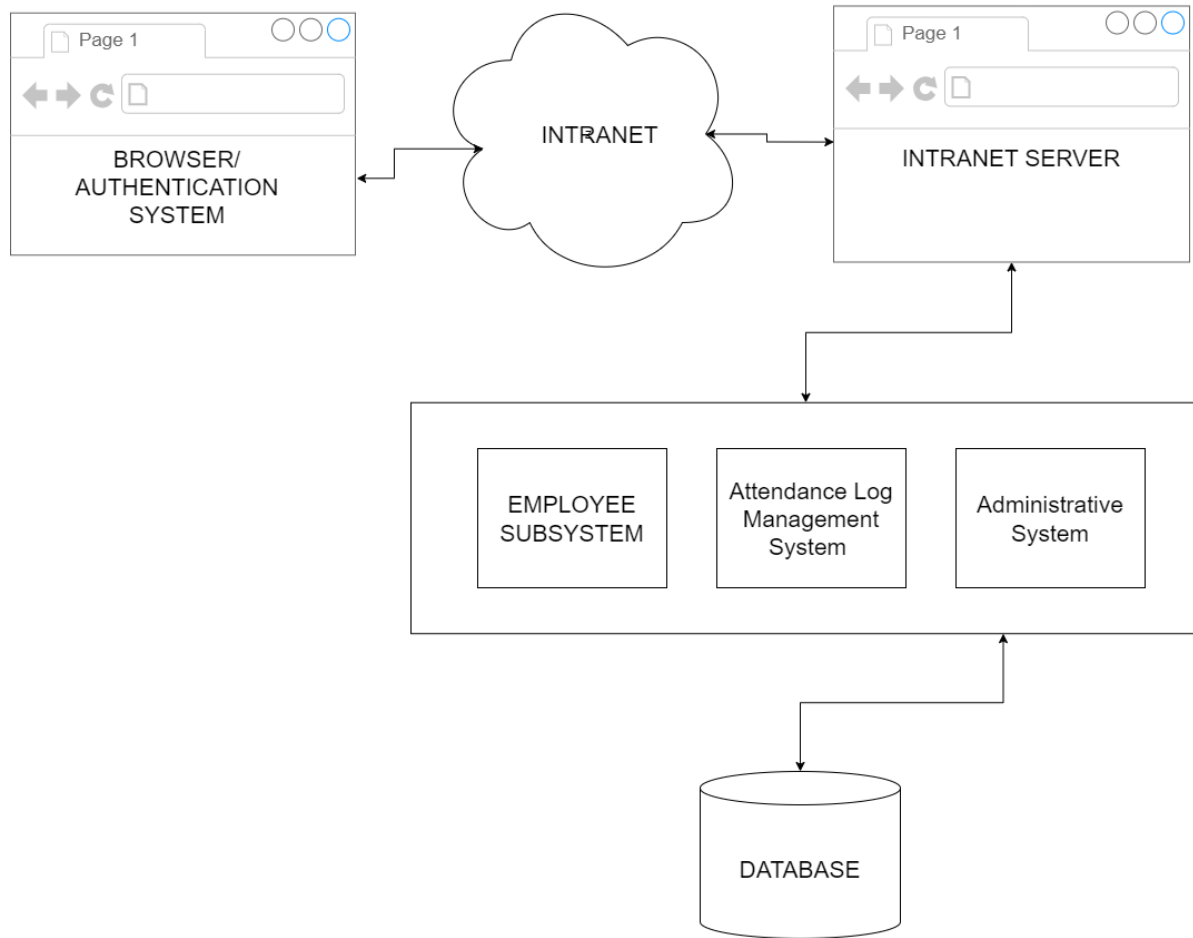 Page 1
BROWSER/
AUTHENTICATION
SYSTEM
INTRANET
Page 1
INTRANET SERVER
EMPLOYEE
SUBSYSTEM
Attendance Log
Management
System
Administrative
System
DATABASE